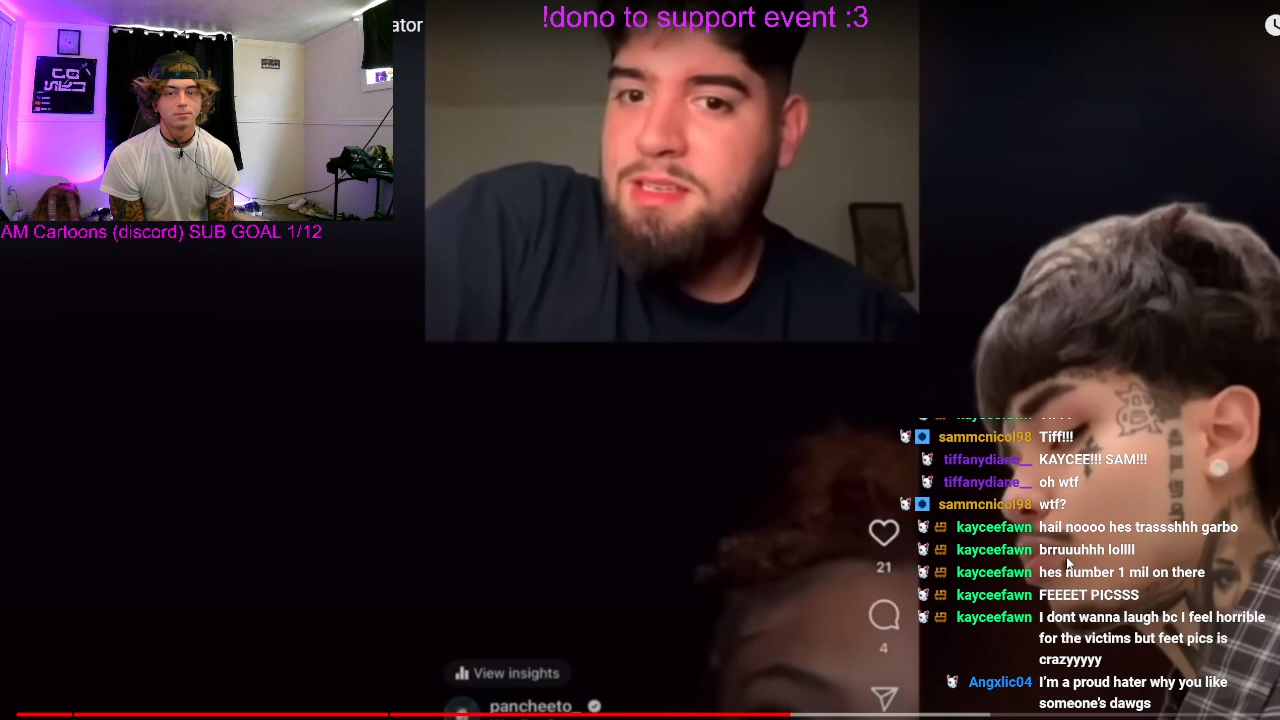 ator
!dono to support event :3
AM Cartoons (discord) SUB GOAL 1/12
sammcnicol98 Tiff!!!
tiffanydiane__ KAYCEE!!! SAM!!!
tiffanydiane__ oh wtf
sammcnicol98 wtf?
kayceefawn hail noooo hes trassshhh garbo
kayceefawn brruuuhhh lollll
kayceefawn hes number 1 mil on there
kayceefawn FEEEET PICSSS
kayceefawn I dont wanna laugh bc I feel horrible
for the victims but feet pics is
crazyyyyy
Angxlic04 I'm a proud hater why you like
someone's dawgs
21
4
View insights
pancheeto_